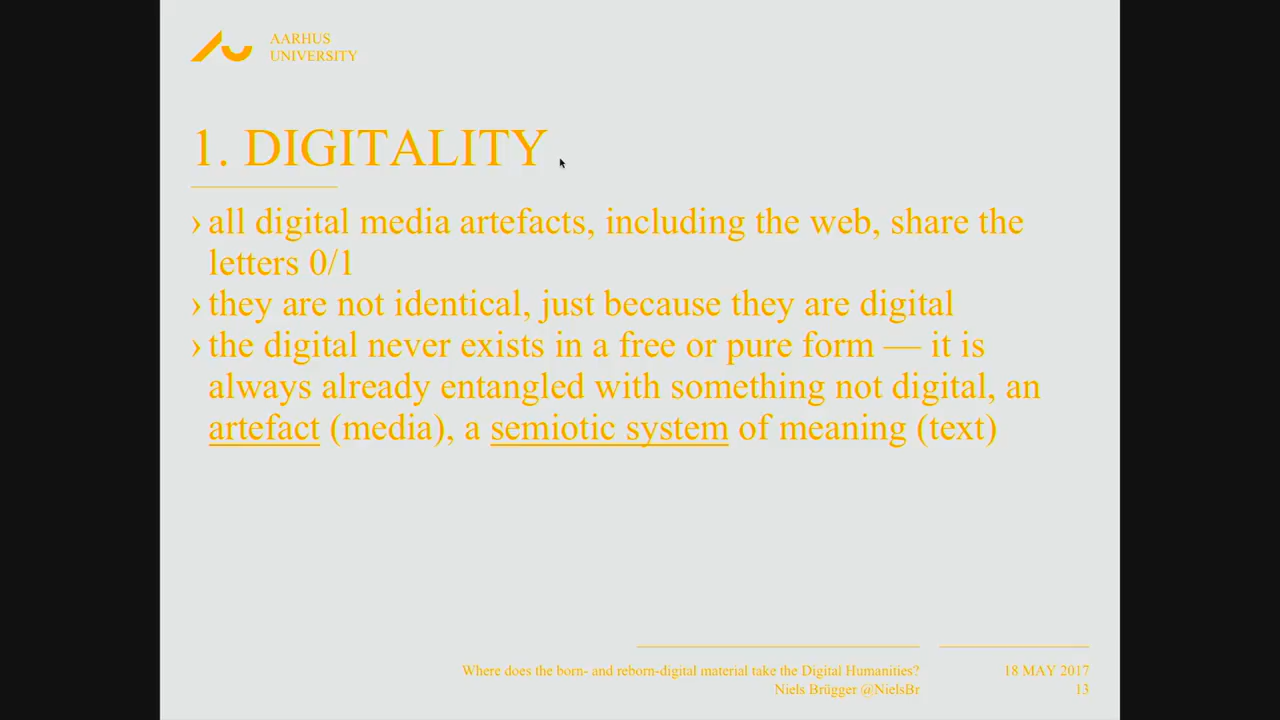 AARHUS
UNIVERSITY
1. DIGITALITY
› all digital media artefacts, including the web, share the
letters 0/1
› they are not identical, just because they are digital
› the digital never exists in a free or pure form — it is
always already entangled with something not digital, an
artefact (media), a semiotic system of meaning (text)
Where does the born- and reborn-digital material take the Digital Humanities?
Niels Brügger @NielsBr
18 MAY 2017
13